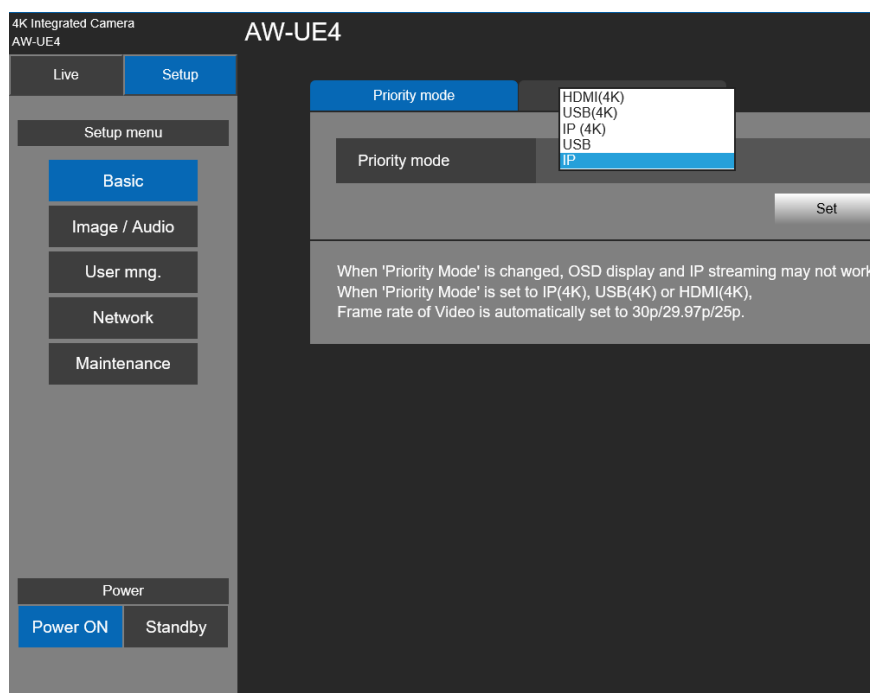 4K Integrated Camera
AW-UE4
AW-UE4
Live
Setup
Setup menu
Basic
Image / Audio
User mng.
Network
Maintenance
Power
Power ON
Standby
Priority mode
Priority mode
HDMI(4K)
USB(4K)
IP (4K)
USB
IP
Set
When 'Priority Mode' is changed, OSD display and IP streaming may not work
When 'Priority Mode' is set to IP(4K), USB(4K) or HDMI(4K),
Frame rate of Video is automatically set to 30p/29.97p/25p.